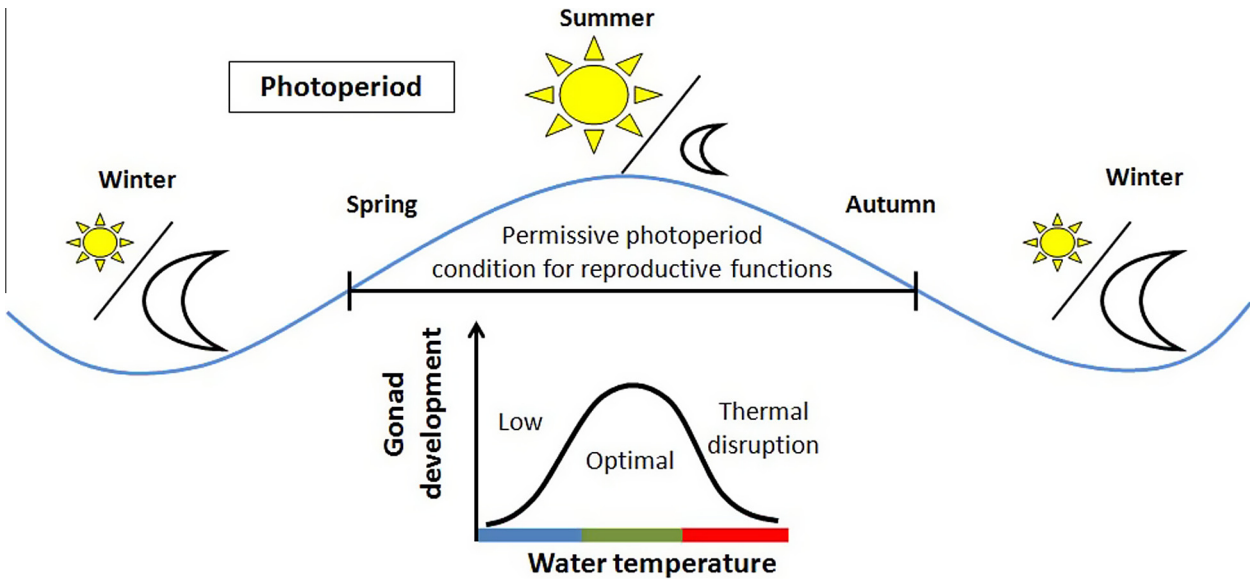 Summer
Photoperiod
Winter
Spring
Autumn
Winter
Permissive photoperiod
condition for reproductive functions
Gonad
development
Low
Optimal
Thermal
disruption
Water temperature